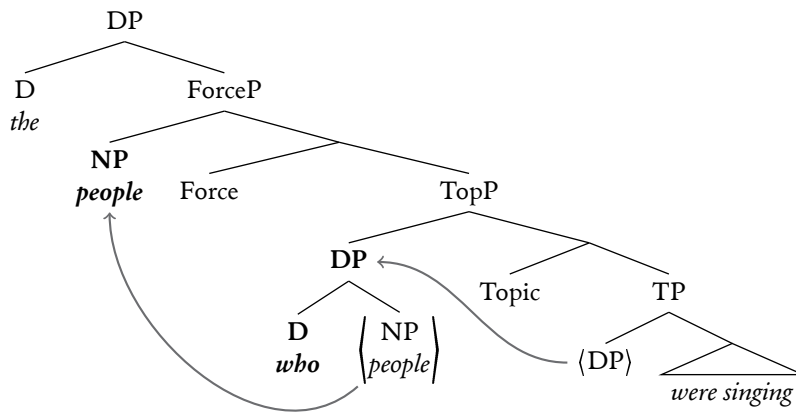 DP
D ForceP
the
NP
people Force TopP
DP Topic TP
D NP
who ⟨people⟩ ⟨DP⟩
were singing